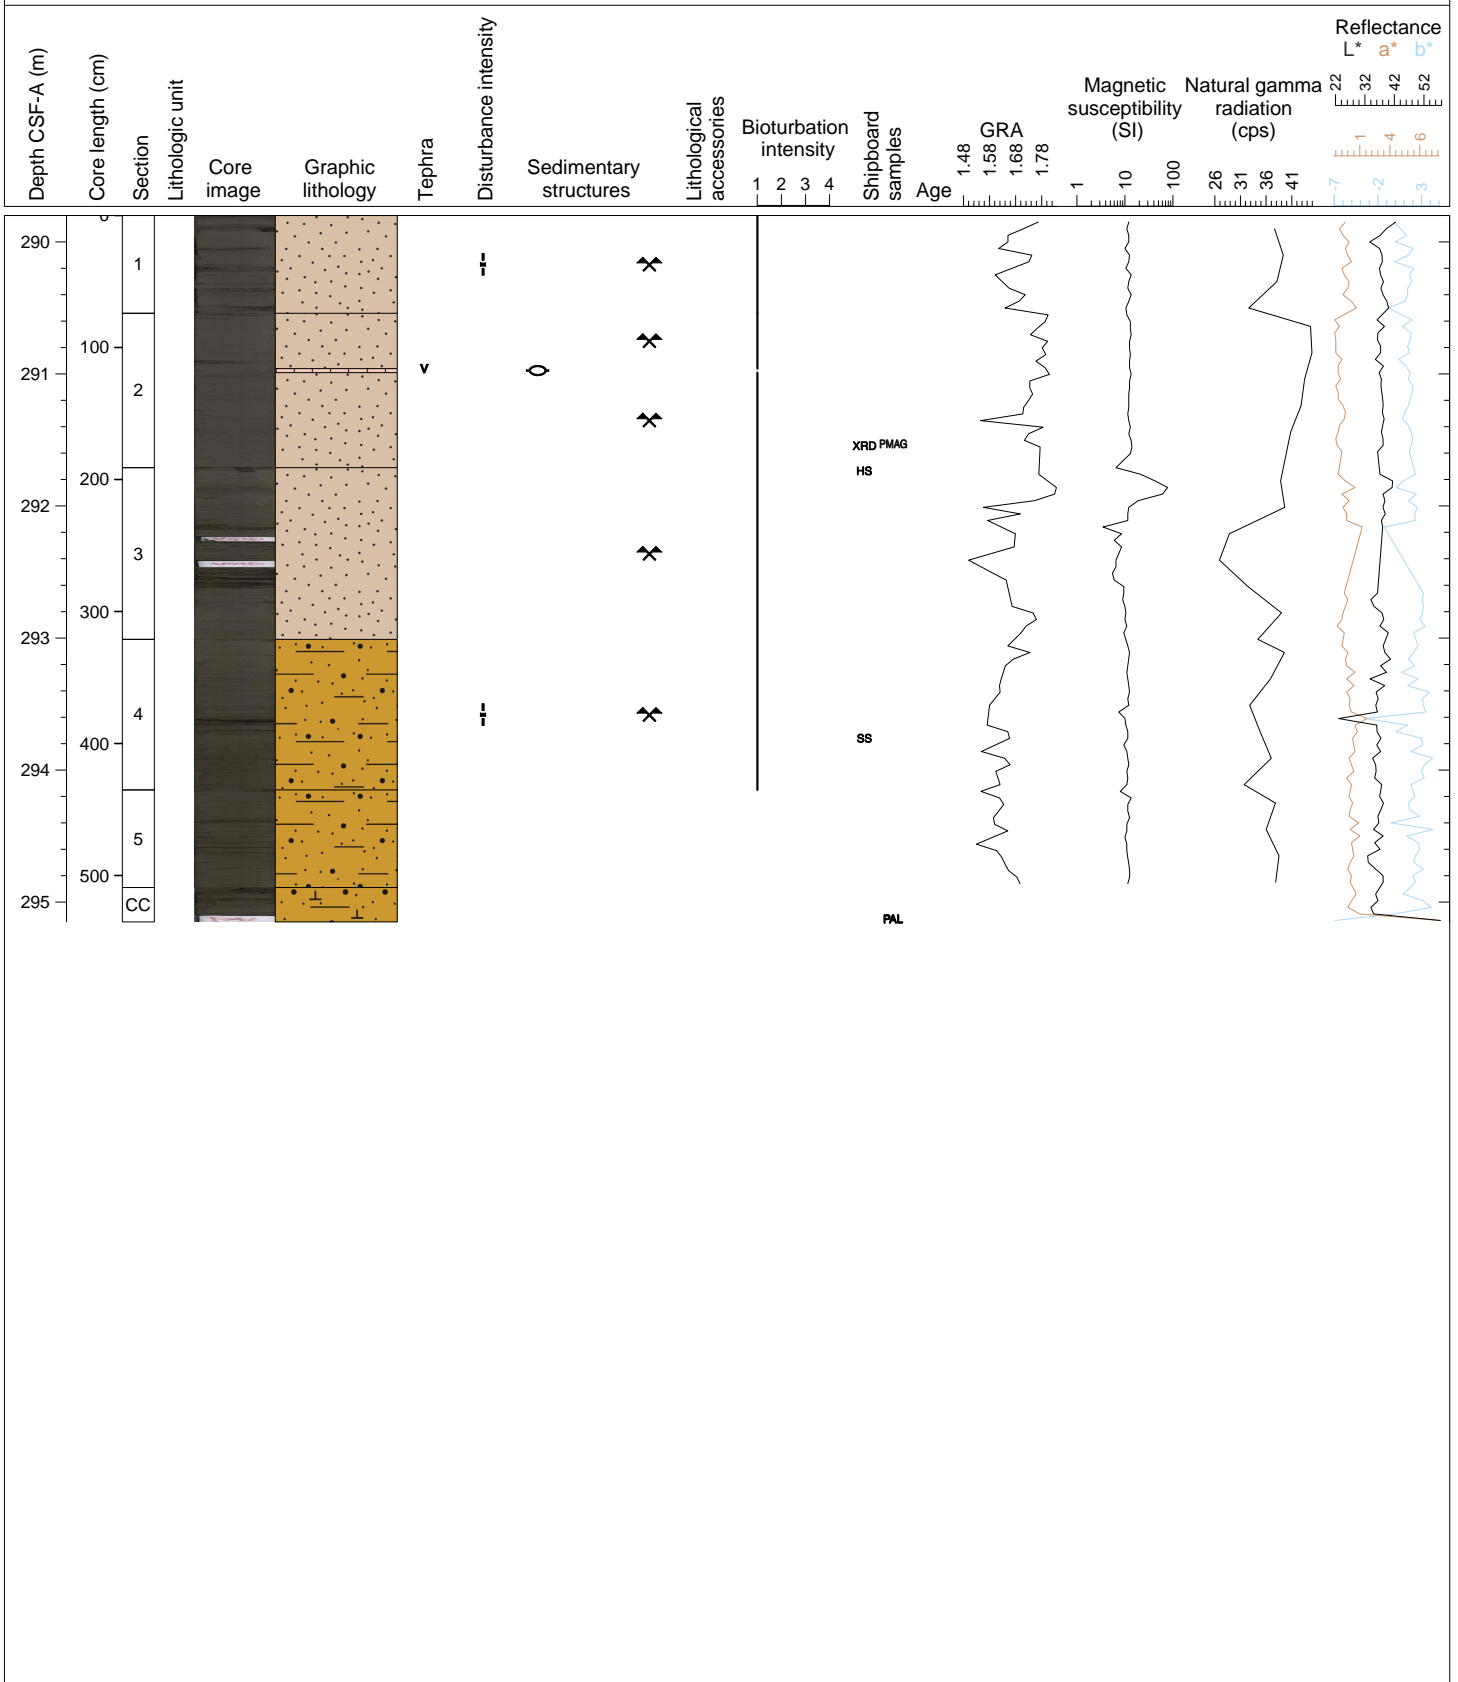 Depth CSF-A (m)
Core length (cm)
Section
Lithologic unit
Core
image
Graphic
lithology
Tephra
Disturbance intensity
Sedimentary
structures
Lithological
accessories
Bioturbation
intensity
1 2 3 4
Shipboard
samples
Age
GRA
1.48 1.58 1.68 1.78
Magnetic
susceptibility
(SI)
1 10 100
Natural gamma
radiation
(cps)
26 31 36 41
Reflectance
L* a* b*
22 32 42 52
1 4 6
-7 -2 3
0
290
1
100
291
2
V
XRD PMAG
HS
200
292
3
300
293
4
SS
400
294
5
500
295
CC
PAL